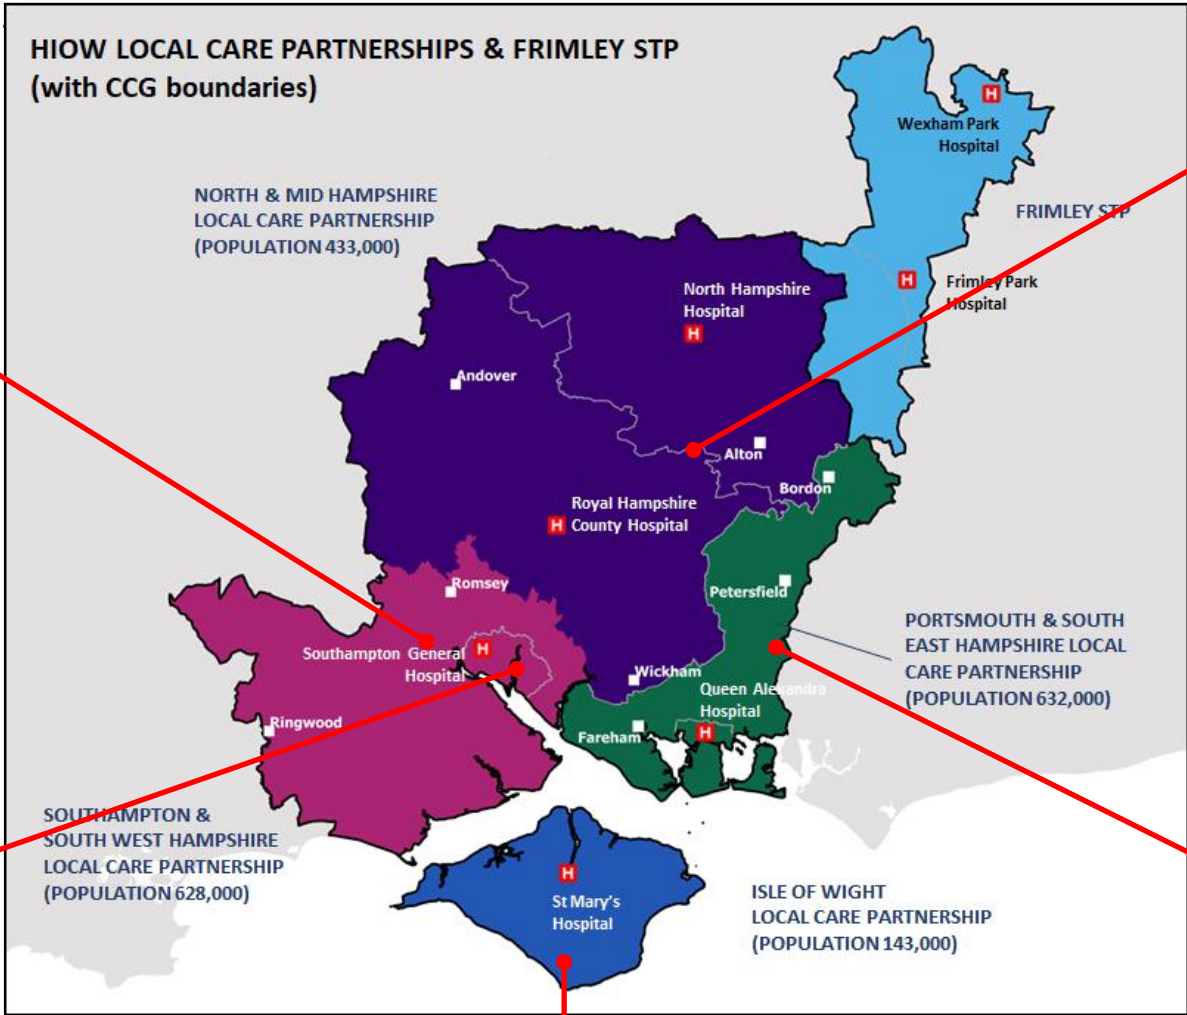 HIOW LOCAL CARE PARTNERSHIPS & FRIMLEY STP
(with CCG boundaries)
H
Wexham Park
Hospital
NORTH & MID HAMPSHIRE
LOCAL CARE PARTNERSHIP
(POPULATION 433,000)
FRIMLEY STP
H
Frimley Park
Hospital
North Hampshire
Hospital
H
Andover
Alton
Bordon
Royal Hampshire
H County Hospital
Romsey
Petersfield
Southampton General
Hospital
H
PORTSMOUTH & SOUTH
EAST HAMPSHIRE LOCAL
CARE PARTNERSHIP
(POPULATION 632,000)
Wickham
Queen Alexandra
Hospital
H
Ringwood
Fareham
SOUTHAMPTON &
SOUTH WEST HAMPSHIRE
LOCAL CARE PARTNERSHIP
(POPULATION 628,000)
H
St Mary's
Hospital
ISLE OF WIGHT
LOCAL CARE PARTNERSHIP
(POPULATION 143,000)